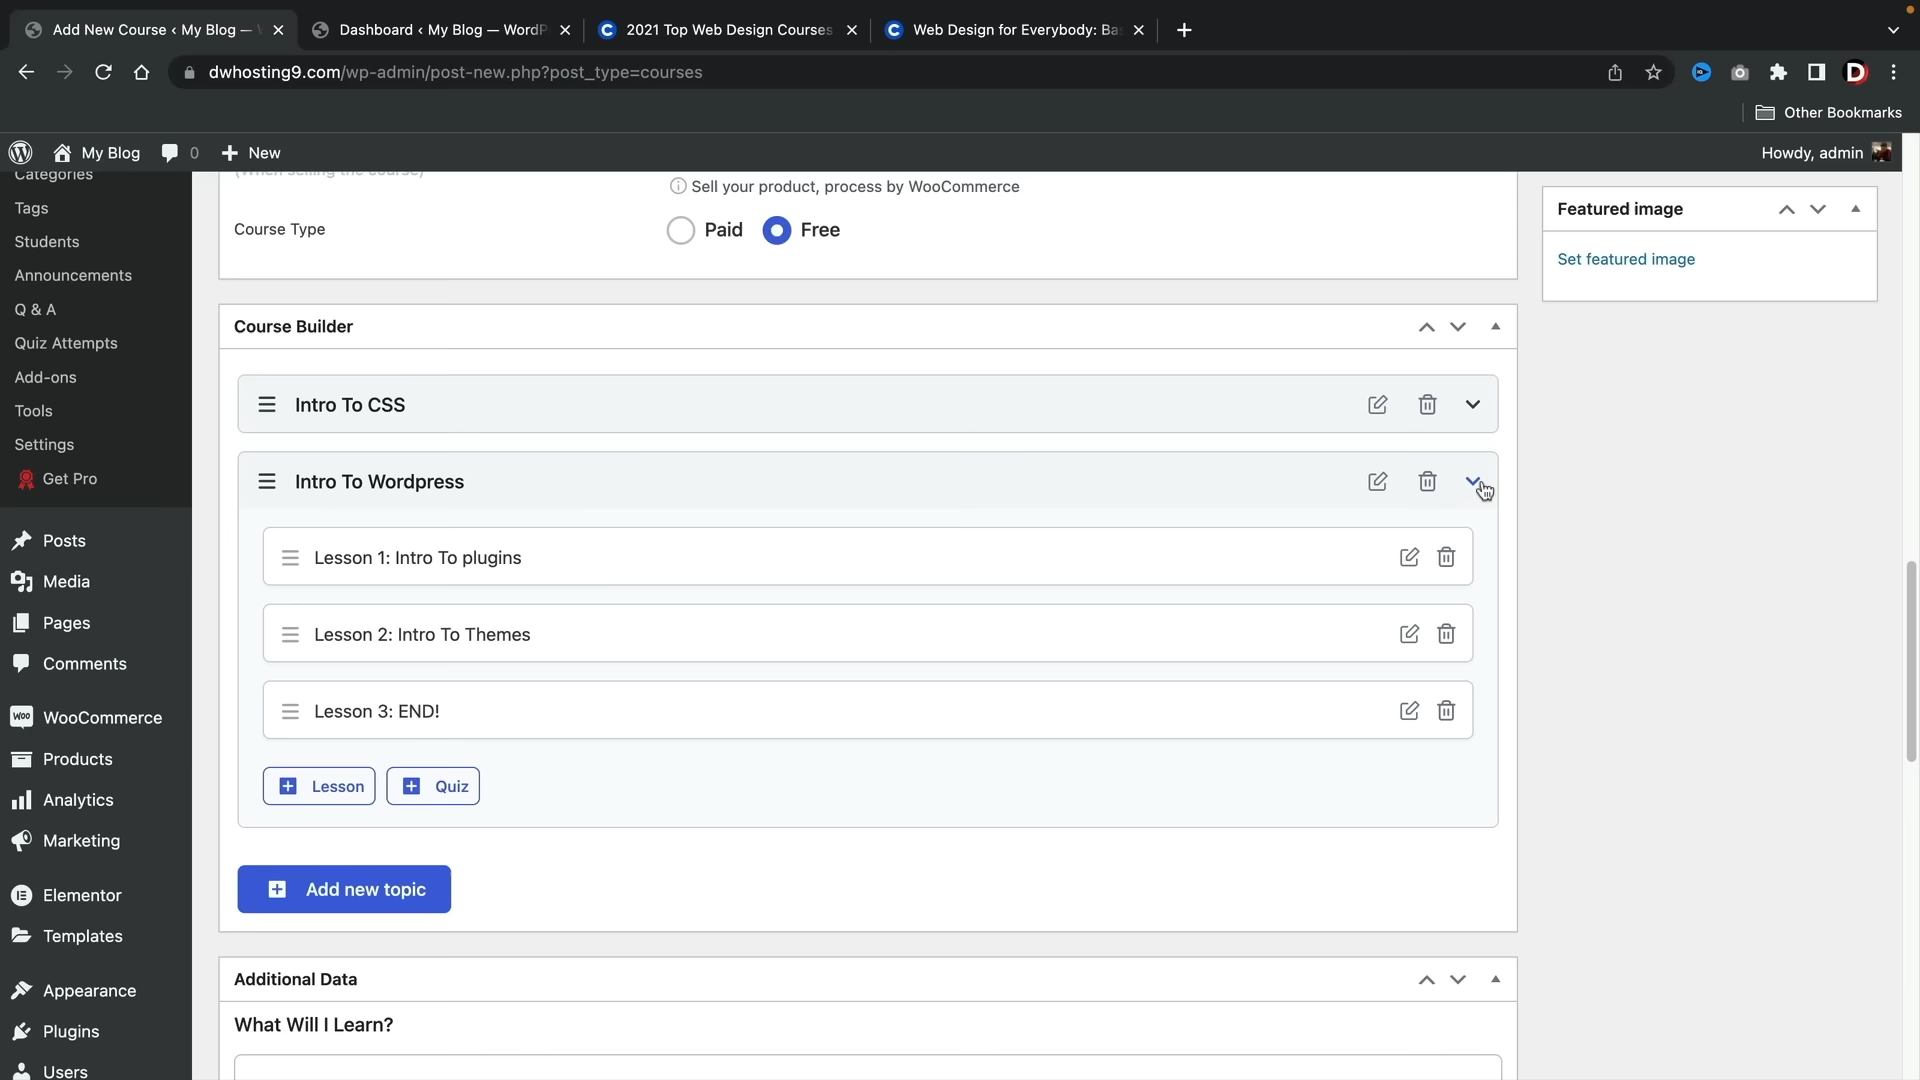 Add New Course ‹ My Blog —
Dashboard ‹ My Blog — WordP
2021 Top Web Design Courses
Web Design for Everybody: Ba
dwhosting9.com/wp-admin/post-new.php?post_type=courses
Other Bookmarks
My Blog
0
New
Howdy, admin
Categories
Tags
Students
Announcements
Q & A
Quiz Attempts
Add-ons
Tools
Settings
Get Pro
Posts
Media
Pages
Comments
WooCommerce
Products
Analytics
Marketing
Elementor
Templates
Appearance
Plugins
Users
(When selling the course)
Sell your product, process by WooCommerce
Course Type
Paid
Free
Course Builder
Intro To CSS
Intro To Wordpress
Lesson 1: Intro To plugins
Lesson 2: Intro To Themes
Lesson 3: END!
Lesson
Quiz
Add new topic
Additional Data
What Will I Learn?
Featured image
Set featured image